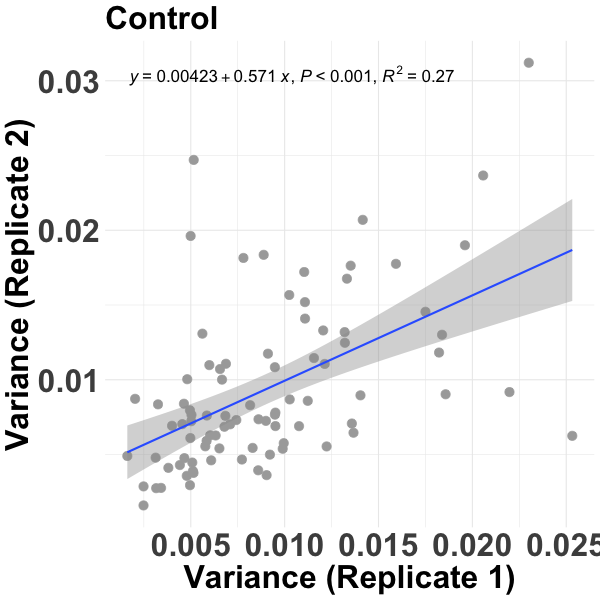 Control
y = 0.00423 + 0.571 x, P < 0.001, R² = 0.27
0.03
0.02
0.01
Variance (Replicate 2)
0.005 0.010 0.015 0.020 0.025
Variance (Replicate 1)